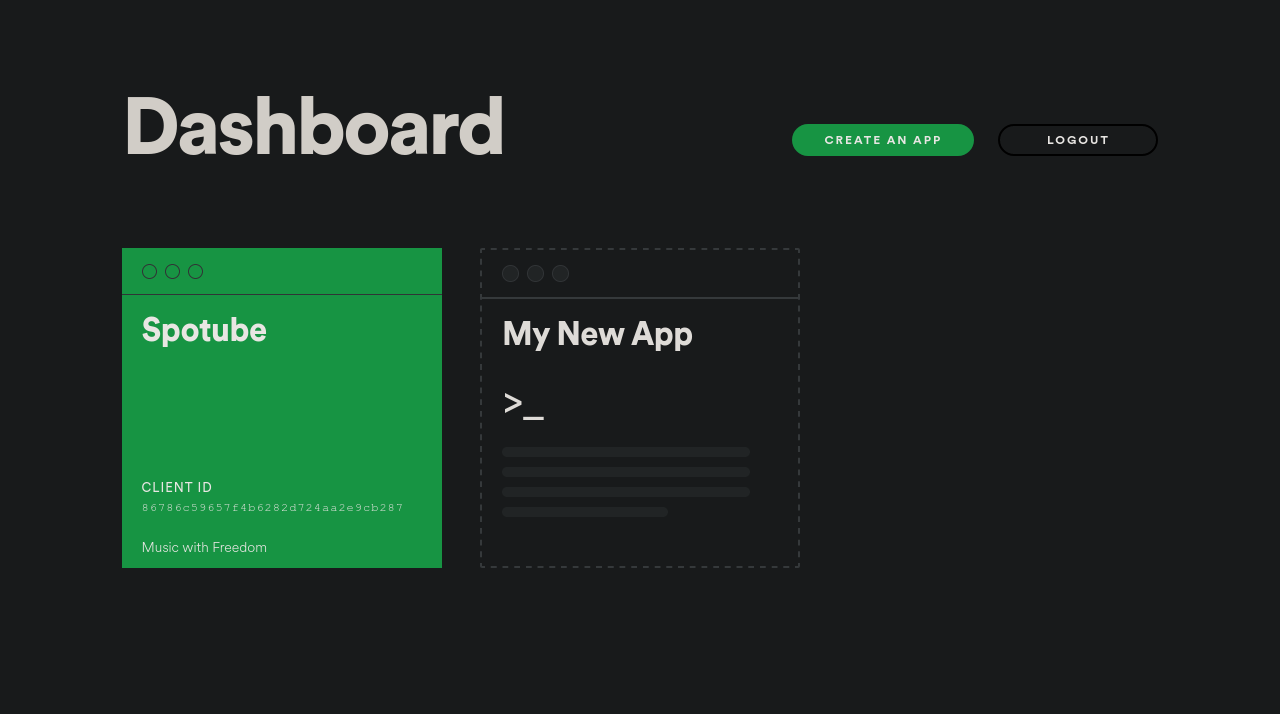 Dashboard
CREATE AN APP
LOGOUT
Spotube
CLIENT ID
86786c59657f4b6282d724aa2e9cb287
Music with Freedom
My New App
>_